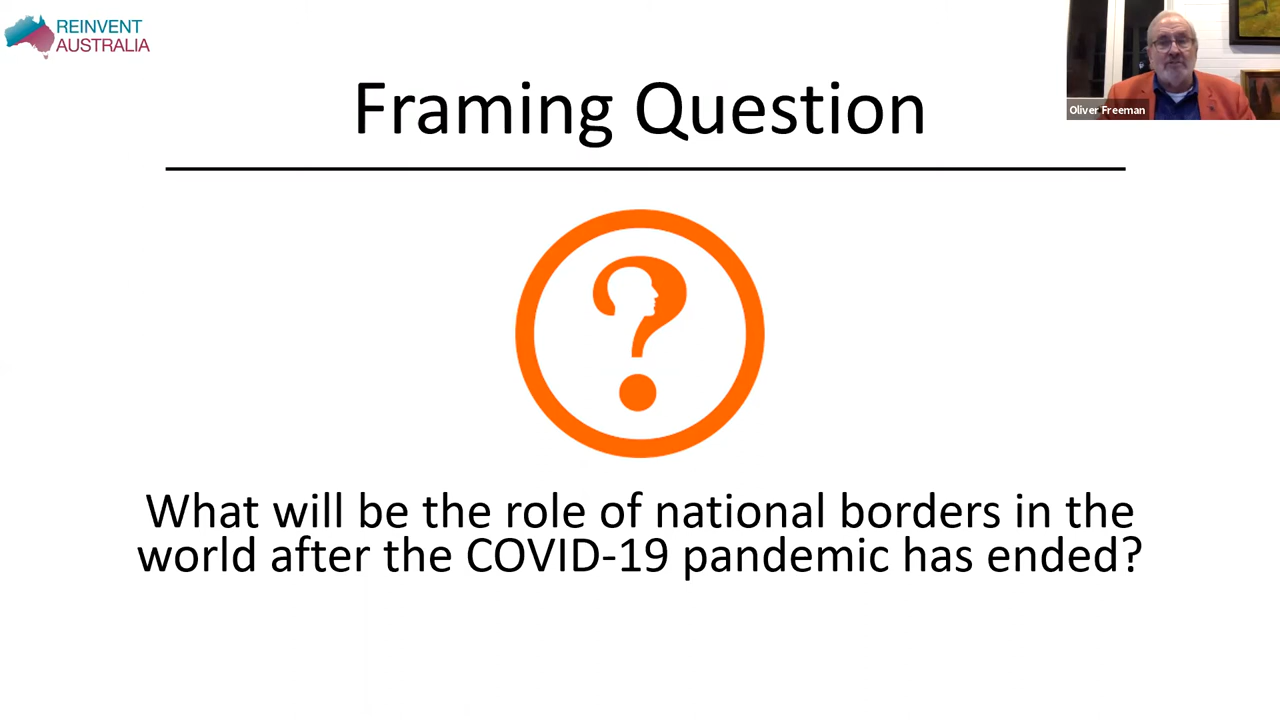 REINVENT
AUSTRALIA
Oliver Freeman
Framing Question
What will be the role of national borders in the
world after the COVID-19 pandemic has ended?